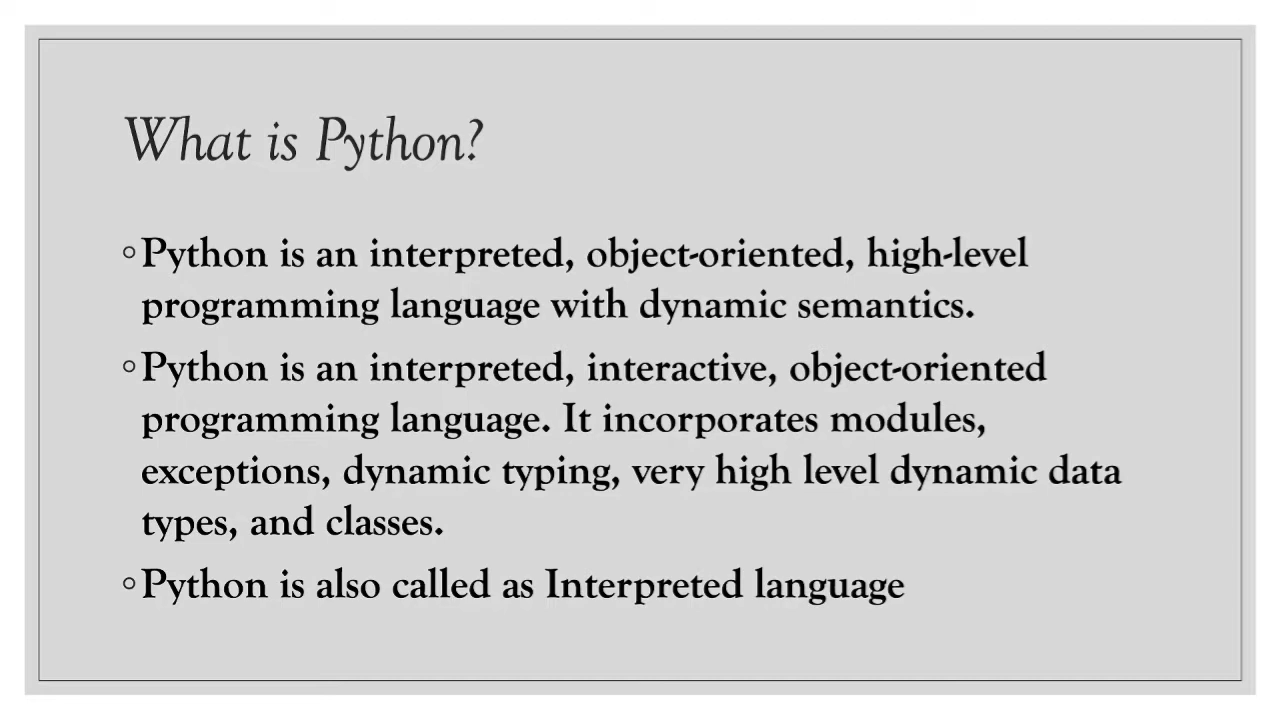 What is Python?
◦Python is an interpreted, object-oriented, high-level
programming language with dynamic semantics.
◦Python is an interpreted, interactive, object-oriented
programming language. It incorporates modules,
exceptions, dynamic typing, very high level dynamic data
types, and classes.
◦Python is also called as Interpreted language